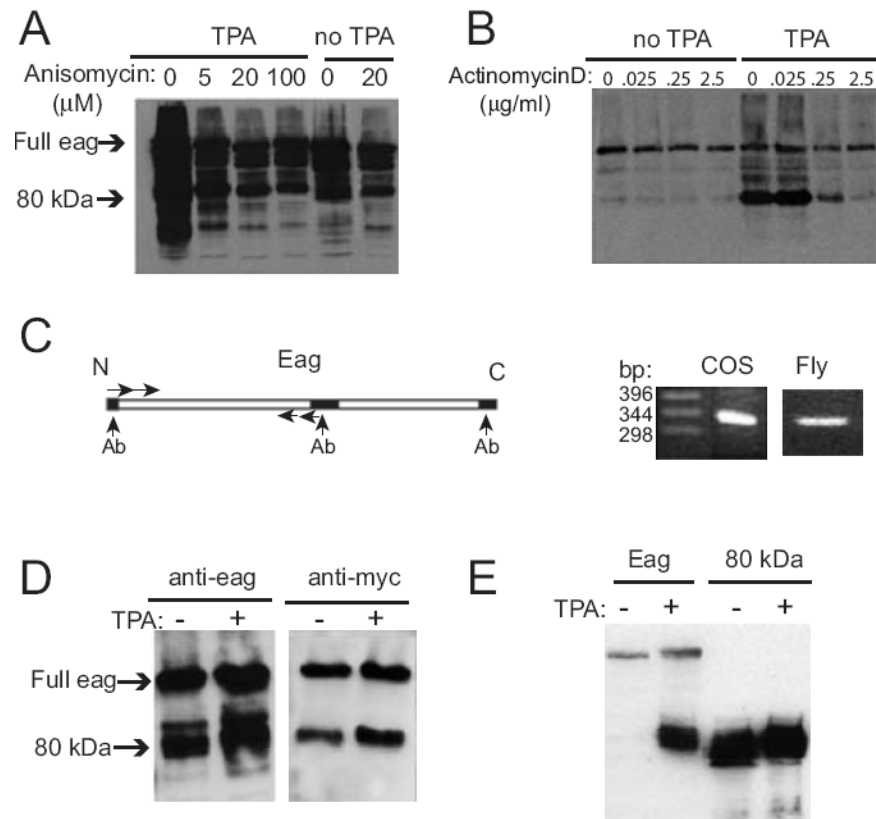 A
TPA no TPA
Anisomycin: 0 5 20 100 0 20
(μM)
Full eag
80 kDa
B
no TPA TPA
ActinomycinD: 0 .025 .25 2.5 0 .025 .25 2.5
(μg/ml)
C
N Eag C
Ab Ab Ab
bp: COS Fly
396
344
298
D
anti-eag anti-myc
TPA: - + - +
Full eag
80 kDa
E
Eag 80 kDa
TPA: - + - +